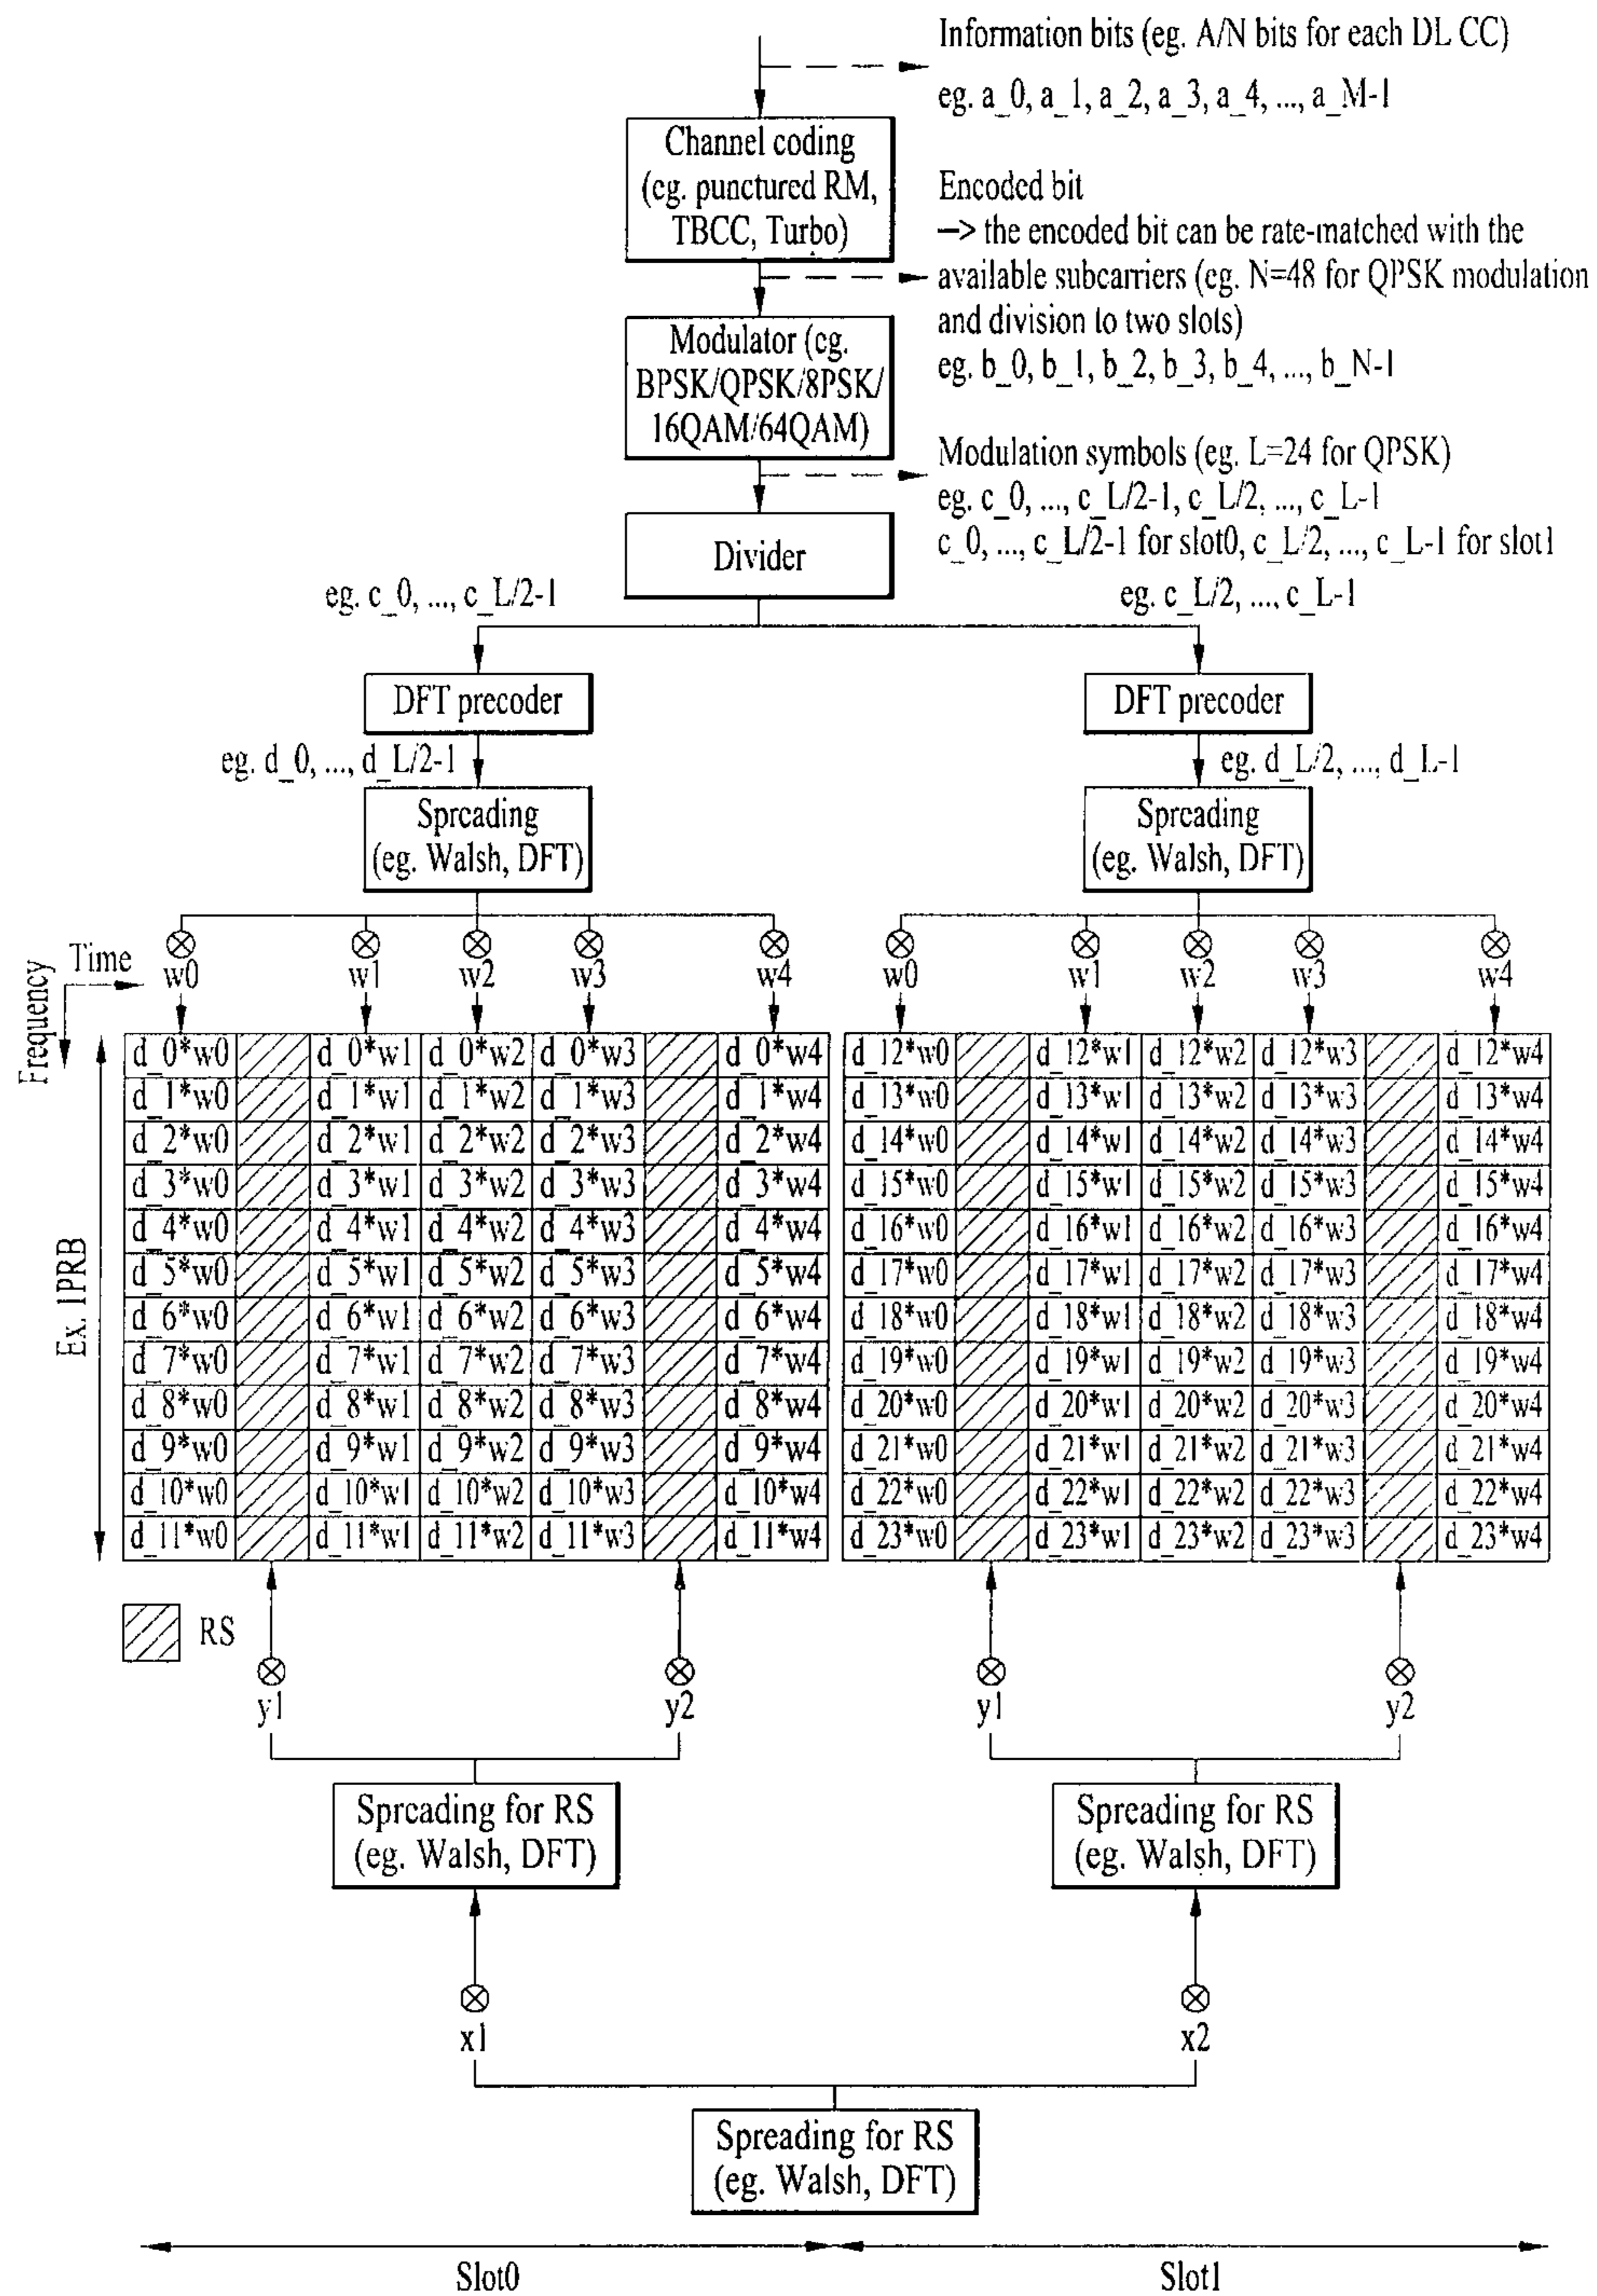 Information bits (eg. A/N bits for each DL CC)
eg. a_0, a_1, a_2, a_3, a_4, ..., a_M-1
Channel coding
(eg. punctured RM,
TBCC, Turbo)
Encoded bit
—> the encoded bit can be rate-matched with the
available subcarriers (eg. N=48 for QPSK modulation
and division to two slots)
eg. b_0, b_1, b_2, b_3, b_4, ..., b_N-1
Modulator (eg.
BPSK/QPSK/8PSK/
16QAM/64QAM)
Modulation symbols (eg. L=24 for QPSK)
eg. c_0, ..., c_L/2-1, c_L/2, ..., c_L-1
c_0, ..., c_L/2-1 for slot0, c_L/2, ..., c_L-1 for slot1
Divider
eg. c_0, ..., c_L/2-1 eg. c_L/2, ..., c_L-1
DFT precoder DFT precoder
eg. d_0, ..., d_L/2-1 eg. d_L/2, ..., d_L-1
Spreading Spreading
(eg. Walsh, DFT) (eg. Walsh, DFT)
Time
Frequency
w0 w1 w2 w3 w4 w0 w1 w2 w3 w4
d_0*w0 d_0*w1 d_0*w2 d_0*w3 d_0*w4 d_12*w0 d_12*w1 d_12*w2 d_12*w3 d_12*w4
d_1*w0 d_1*w1 d_1*w2 d_1*w3 d_1*w4 d_13*w0 d_13*w1 d_13*w2 d_13*w3 d_13*w4
d_2*w0 d_2*w1 d_2*w2 d_2*w3 d_2*w4 d_14*w0 d_14*w1 d_14*w2 d_14*w3 d_14*w4
d_3*w0 d_3*w1 d_3*w2 d_3*w3 d_3*w4 d_15*w0 d_15*w1 d_15*w2 d_15*w3 d_15*w4
d_4*w0 d_4*w1 d_4*w2 d_4*w3 d_4*w4 d_16*w0 d_16*w1 d_16*w2 d_16*w3 d_16*w4
d_5*w0 d_5*w1 d_5*w2 d_5*w3 d_5*w4 d_17*w0 d_17*w1 d_17*w2 d_17*w3 d_17*w4
d_6*w0 d_6*w1 d_6*w2 d_6*w3 d_6*w4 d_18*w0 d_18*w1 d_18*w2 d_18*w3 d_18*w4
d_7*w0 d_7*w1 d_7*w2 d_7*w3 d_7*w4 d_19*w0 d_19*w1 d_19*w2 d_19*w3 d_19*w4
d_8*w0 d_8*w1 d_8*w2 d_8*w3 d_8*w4 d_20*w0 d_20*w1 d_20*w2 d_20*w3 d_20*w4
d_9*w0 d_9*w1 d_9*w2 d_9*w3 d_9*w4 d_21*w0 d_21*w1 d_21*w2 d_21*w3 d_21*w4
d_10*w0 d_10*w1 d_10*w2 d_10*w3 d_10*w4 d_22*w0 d_22*w1 d_22*w2 d_22*w3 d_22*w4
d_11*w0 d_11*w1 d_11*w2 d_11*w3 d_11*w4 d_23*w0 d_23*w1 d_23*w2 d_23*w3 d_23*w4
Ex. 1PRB
RS
y1 y2 y1 y2
Spreading for RS Spreading for RS
(eg. Walsh, DFT) (eg. Walsh, DFT)
x1 x2
Spreading for RS
(eg. Walsh, DFT)
Slot0 Slot1